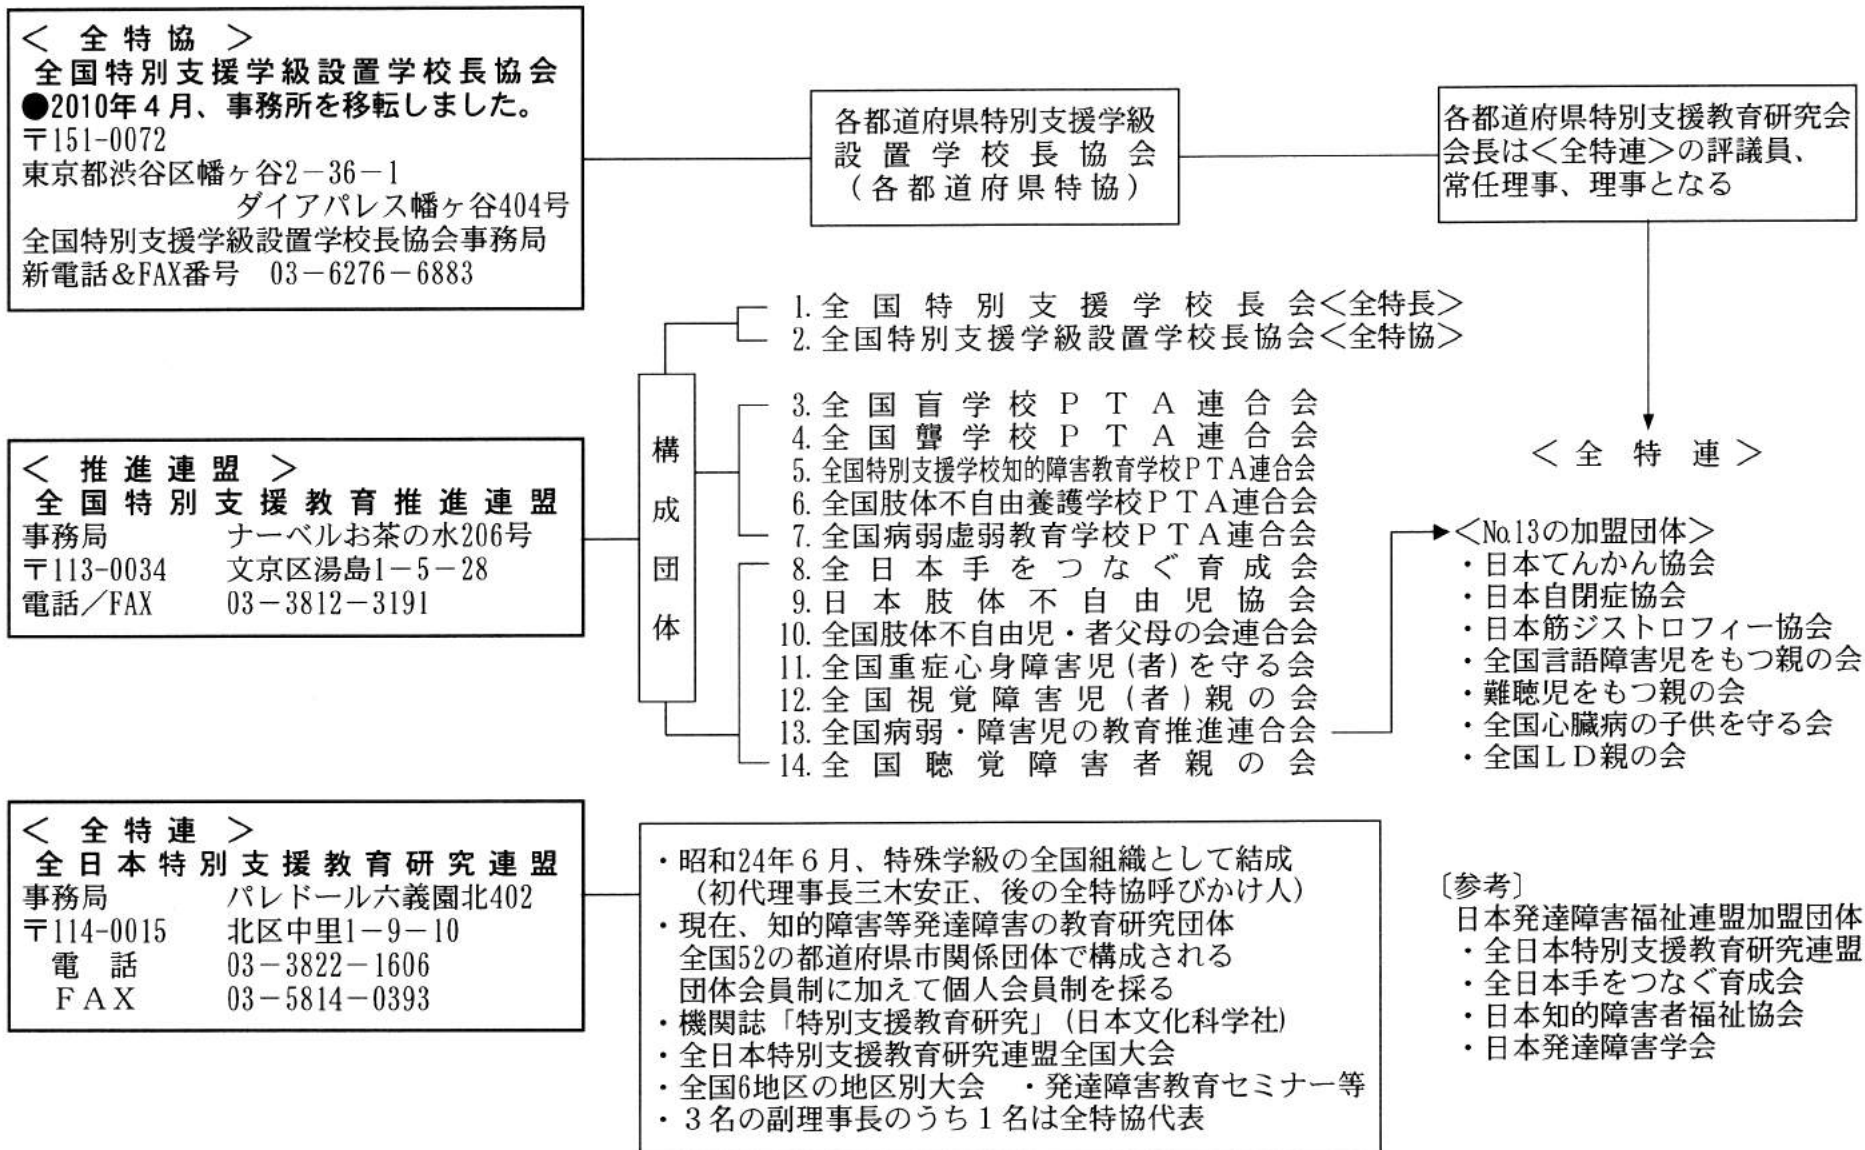 ＜ 全 特 協 ＞
全国特別支援学級設置学校長協会
●2010年４月、事務所を移転しました。
〒151-0072
東京都渋谷区幡ヶ谷2－36－1
ダイアパレス幡ヶ谷404号
全国特別支援学級設置学校長協会事務局
新電話＆FAX番号　03－6276－6883
各都道府県特別支援学級
設置学校長協会
（各都道府県特協）
各都道府県特別支援教育研究会
会長は＜全特連＞の評議員、
常任理事、理事となる
＜ 全 特 連 ＞
＜ 推 進 連 盟 ＞
全国特別支援教育推進連盟
事務局　ナーベルお茶の水206号
〒113-0034　文京区湯島1－5－28
電話／FAX　03－3812－3191
構成団体
1. 全国特別支援学校長会＜全特長＞
2. 全国特別支援学級設置学校長協会＜全特協＞
3. 全国盲学校ＰＴＡ連合会
4. 全国聾学校ＰＴＡ連合会
5. 全国特別支援学校知的障害教育学校ＰＴＡ連合会
6. 全国肢体不自由養護学校ＰＴＡ連合会
7. 全国病弱虚弱教育学校ＰＴＡ連合会
8. 全日本手をつなぐ育成会
9. 日本肢体不自由児協会
10. 全国肢体不自由児・者父母の会連合会
11. 全国重症心身障害児(者)を守る会
12. 全国視覚障害児(者)親の会
13. 全国病弱・障害児の教育推進連合会
14. 全国聴覚障害者親の会
＜№13の加盟団体＞
・日本てんかん協会
・日本自閉症協会
・日本筋ジストロフィー協会
・全国言語障害児をもつ親の会
・難聴児をもつ親の会
・全国心臓病の子供を守る会
・全国ＬＤ親の会
＜ 全 特 連 ＞
全日本特別支援教育研究連盟
事務局　パレドール六義園北402
〒114-0015　北区中里1－9－10
電　話　03－3822－1606
ＦＡＸ　03－5814－0393
・昭和24年６月、特殊学級の全国組織として結成
（初代理事長三木安正、後の全特協呼びかけ人）
・現在、知的障害等発達障害の教育研究団体
全国52の都道府県市関係団体で構成される
団体会員制に加えて個人会員制を採る
・機関誌「特別支援教育研究」(日本文化科学社)
・全日本特別支援教育研究連盟全国大会
・全国6地区の地区別大会　・発達障害教育セミナー等
・３名の副理事長のうち１名は全特協代表
〔参考〕
日本発達障害福祉連盟加盟団体
・全日本特別支援教育研究連盟
・全日本手をつなぐ育成会
・日本知的障害者福祉協会
・日本発達障害学会